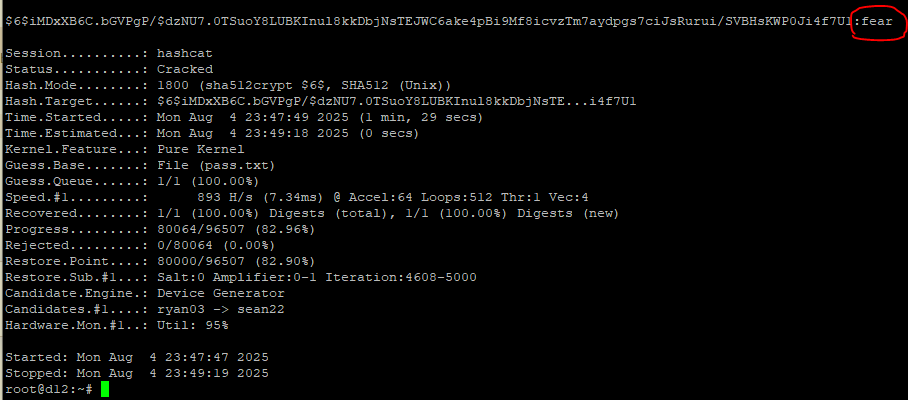 $6$iMDxXB6C.bGVPgP/$dzNU7.0TSuoY8LUBKInul8kkDbjNsTEJWC6ake4pBi9Mf8icvzTm7aydpgs7ciJsRurui/SVBHsKWP0Ji4f7U1:fear
Session..........: hashcat
Status...........: Cracked
Hash.Mode........: 1800 (sha512crypt $6$, SHA512 (Unix))
Hash.Target......: $6$iMDxXB6C.bGVPgP/$dzNU7.0TSuoY8LUBKInul8kkDbjNsTE...i4f7U1
Time.Started.....: Mon Aug  4 23:47:49 2025 (1 min, 29 secs)
Time.Estimated...: Mon Aug  4 23:49:18 2025 (0 secs)
Kernel.Feature...: Pure Kernel
Guess.Base.......: File (pass.txt)
Guess.Queue......: 1/1 (100.00%)
Speed.#1.........:      893 H/s (7.34ms) @ Accel:64 Loops:512 Thr:1 Vec:4
Recovered........: 1/1 (100.00%) Digests (total), 1/1 (100.00%) Digests (new)
Progress.........: 80064/96507 (82.96%)
Rejected.........: 0/80064 (0.00%)
Restore.Point....: 80000/96507 (82.90%)
Restore.Sub.#1...: Salt:0 Amplifier:0-1 Iteration:4608-5000
Candidate.Engine.: Device Generator
Candidates.#1....: ryan03 -> sean22
Hardware.Mon.#1..: Util: 95%
Started: Mon Aug  4 23:47:47 2025
Stopped: Mon Aug  4 23:49:19 2025
root@d12:~#